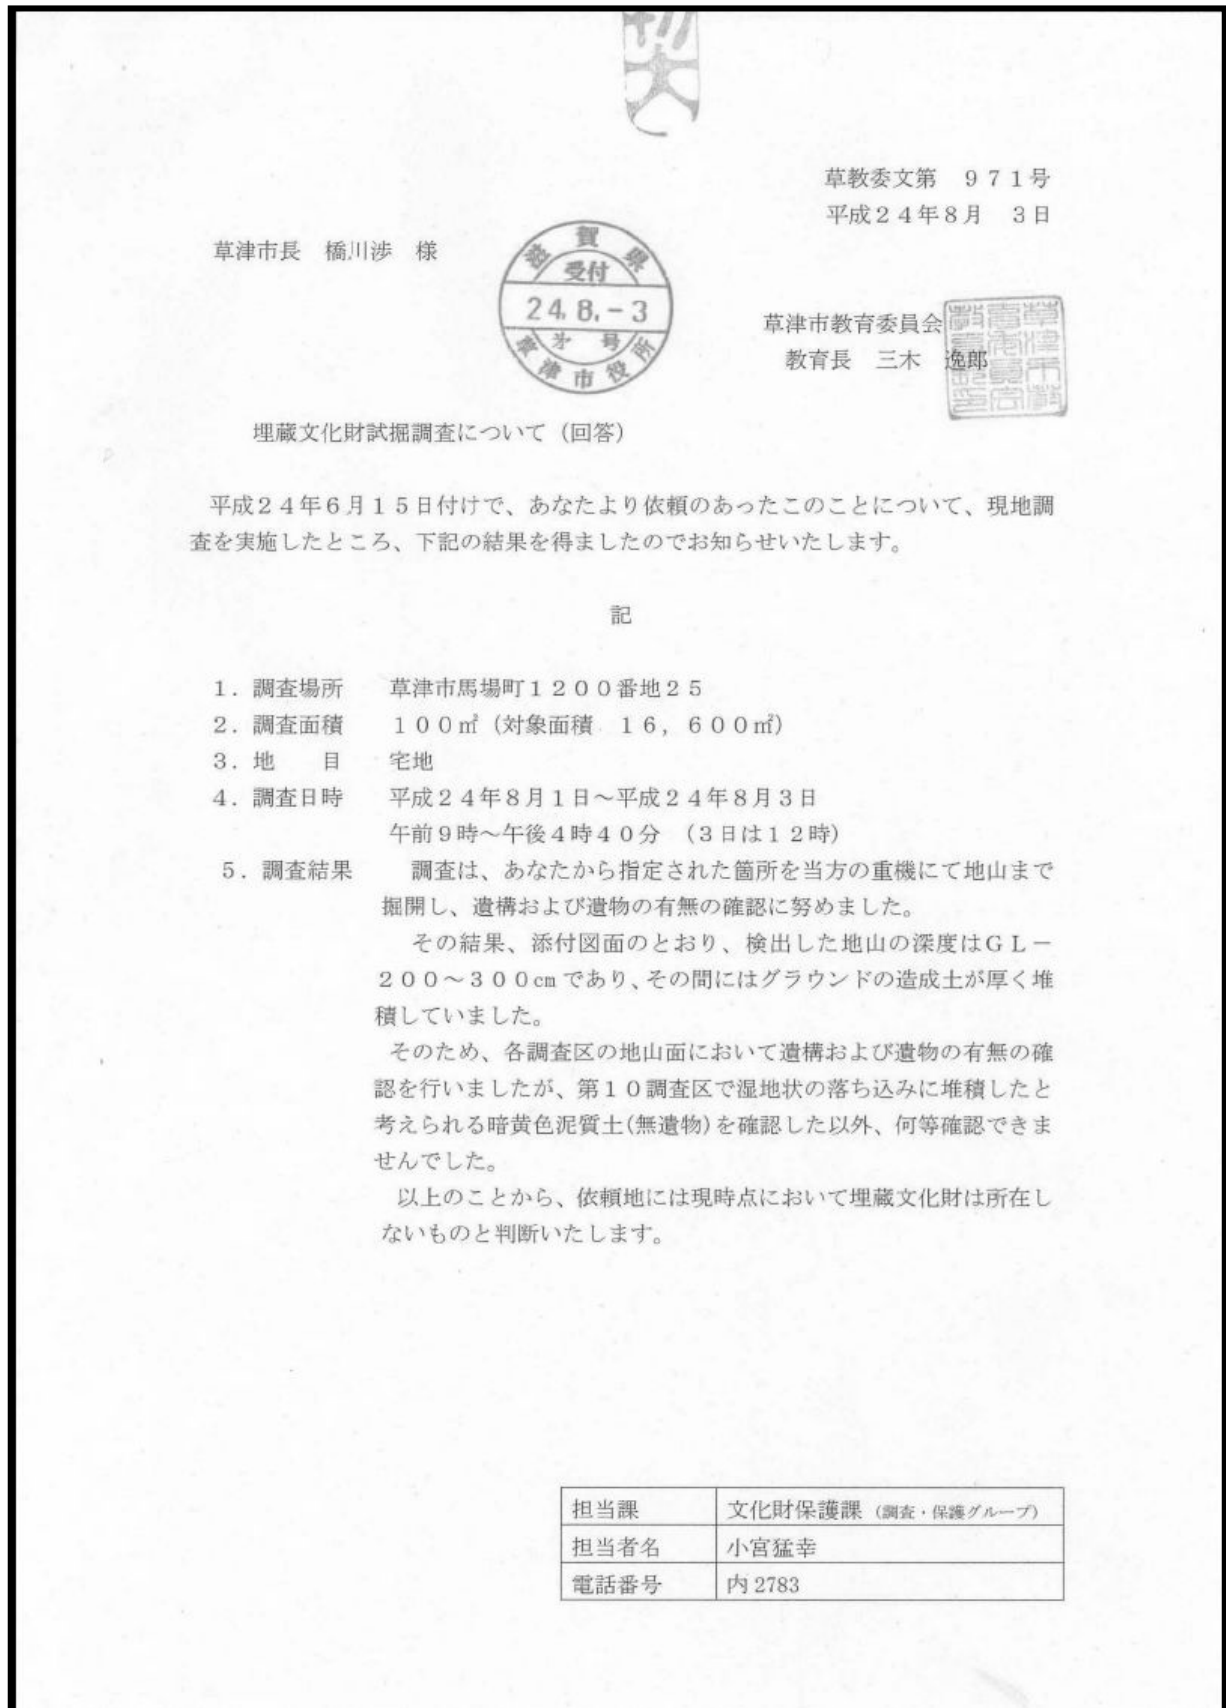 草教委文第　９７１号
平成２４年８月　３日
草津市長　橋川渉　様
滋賀県
受付
24.8.-3
第　号
草津市役所
草津市教育委員会
教育長　三木　逸郎
埋蔵文化財試掘調査について（回答）
平成２４年６月１５日付けで、あなたより依頼のあったこのことについて、現地調
査を実施したところ、下記の結果を得ましたのでお知らせいたします。
記
１．調査場所　草津市馬場町１２００番地２５
２．調査面積　１００㎡（対象面積　１６，６００㎡）
３．地　　目　宅地
４．調査日時　平成２４年８月１日～平成２４年８月３日
午前９時～午後４時４０分　（３日は１２時）
５．調査結果　調査は、あなたから指定された箇所を当方の重機にて地山まで
掘開し、遺構および遺物の有無の確認に努めました。
その結果、添付図面のとおり、検出した地山の深度はＧＬ－
２００～３００㎝であり、その間にはグラウンドの造成土が厚く堆
積していました。
そのため、各調査区の地山面において遺構および遺物の有無の確
認を行いましたが、第１０調査区で湿地状の落ち込みに堆積したと
考えられる暗黄色泥質土(無遺物)を確認した以外、何等確認できま
せんでした。
以上のことから、依頼地には現時点において埋蔵文化財は所在し
ないものと判断いたします。
担当課　文化財保護課（調査・保護グループ）
担当者名　小宮猛幸
電話番号　内2783